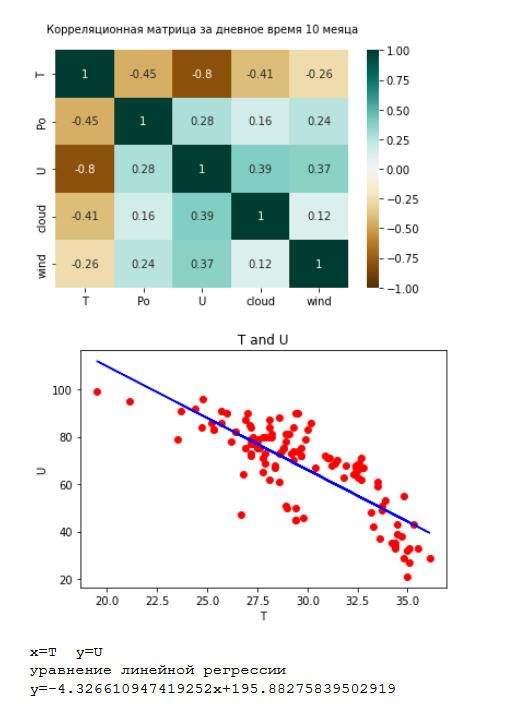 Корреляционная матрица за дневное время 10 меяца
T 1 -0.45 -0.8 -0.41 -0.26
Po -0.45 1 0.28 0.16 0.24
U -0.8 0.28 1 0.39 0.37
cloud -0.41 0.16 0.39 1 0.12
wind -0.26 0.24 0.37 0.12 1
T Po U cloud wind
1.00
0.75
0.50
0.25
0.00
−0.25
−0.50
−0.75
−1.00
T and U
100
80
60
40
20
U
20.0 22.5 25.0 27.5 30.0 32.5 35.0
T
x=T y=U
уравнение линейной регрессии
y=-4.326610947419252x+195.88275839502919